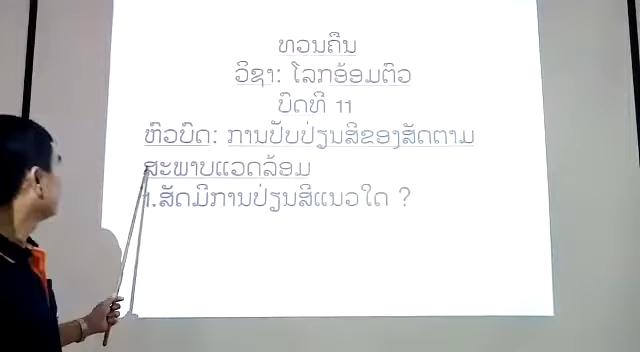 ທວນຄືນ
ວິຊາ: ໂລກອ້ອມຕົວ
ບົດທີ 11
ຫົວບົດ: ການປັບປ່ຽນສີຂອງສັດຕາມ
ສະພາບແວດລ້ອມ
1.ສັດມີການປ່ຽນສີແນວໃດ ?